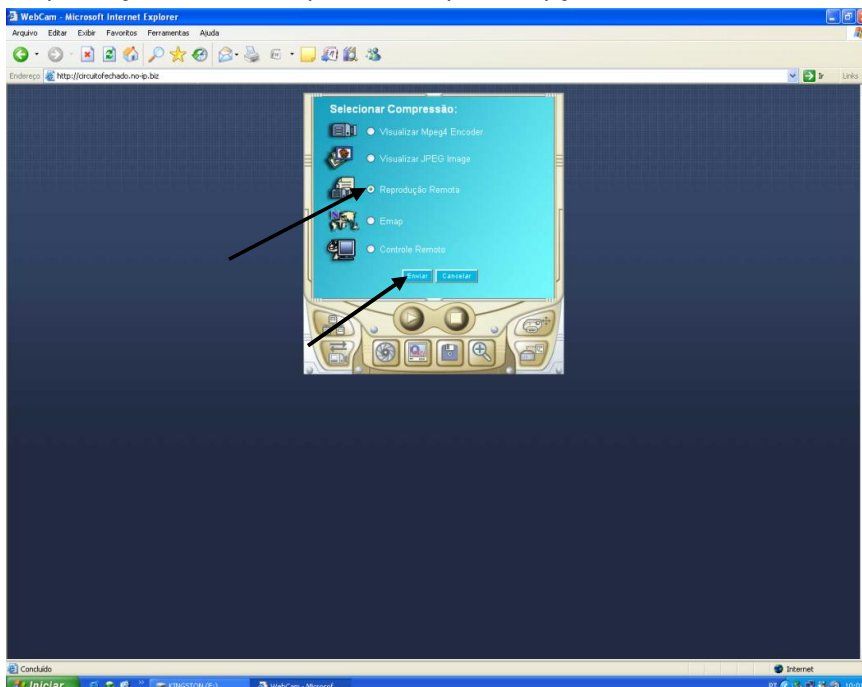 WebCam - Microsoft Internet Explorer
Arquivo Editar Exibir Favoritos Ferramentas Ajuda
Endereço http://circuitofechado.no-ip.biz Ir Links
Selecionar Compressão:
VIsualizar Mpeg4 Encoder
Visualizar JPEG Image
Reprodução Remota
Emap
Controle Remoto
Enviar Cancelar
Concluído Internet
Iniciar KINGSTON (E:) WebCam - Microsof... PT